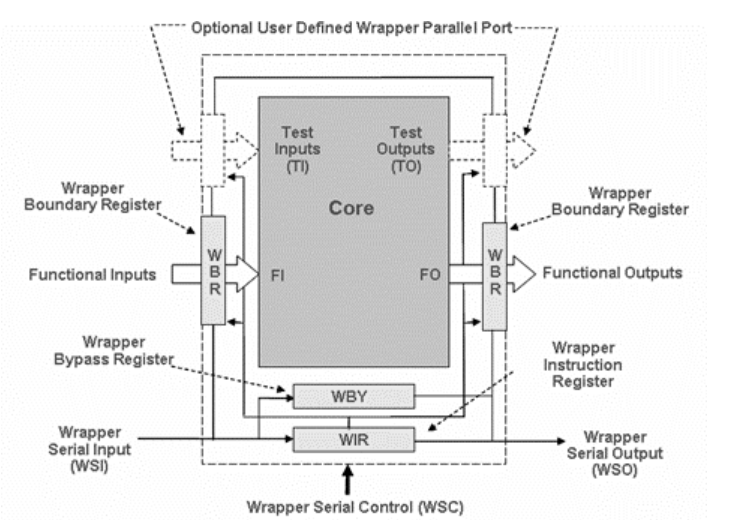 Optional User Defined Wrapper Parallel Port
Test
Inputs
(TI)
Test
Outputs
(TO)
Wrapper
Boundary Register
Wrapper
Boundary Register
Core
W
B
R
W
B
R
Functional Inputs
FI
FO
Functional Outputs
Wrapper
Bypass Register
Wrapper
Instruction
Register
WBY
WIR
Wrapper
Serial Input
(WSI)
Wrapper
Serial Output
(WSO)
Wrapper Serial Control (WSC)